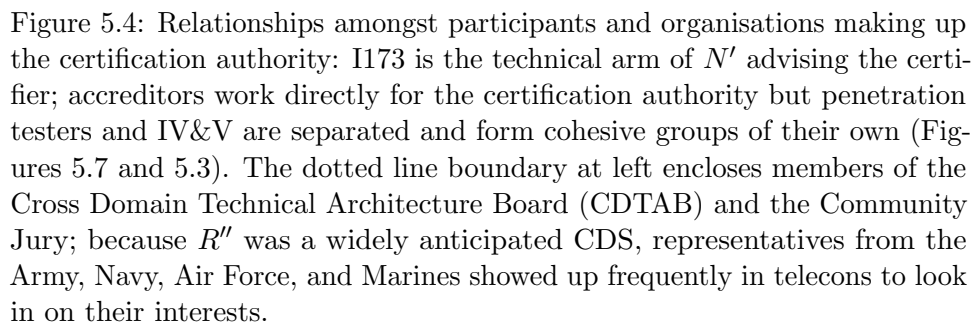 Figure 5.4: Relationships amongst participants and organisations making up
the certification authority: I173 is the technical arm of N′ advising the certi-
fier; accreditors work directly for the certification authority but penetration
testers and IV&V are separated and form cohesive groups of their own (Fig-
ures 5.7 and 5.3). The dotted line boundary at left encloses members of the
Cross Domain Technical Architecture Board (CDTAB) and the Community
Jury; because R″ was a widely anticipated CDS, representatives from the
Army, Navy, Air Force, and Marines showed up frequently in telecons to look
in on their interests.